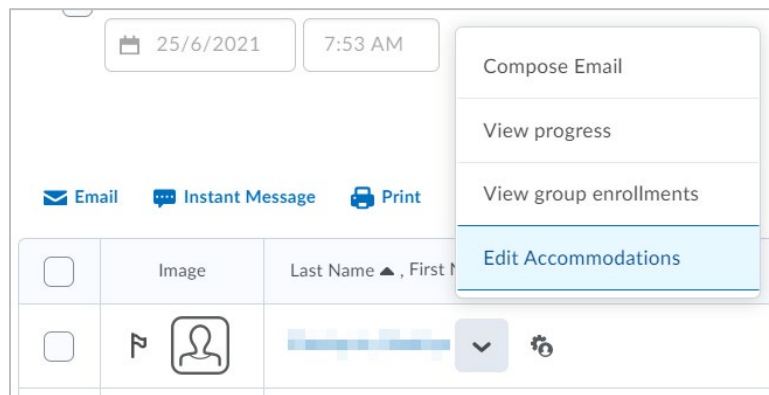 25/6/2021 7:53 AM
Compose Email
View progress
View group enrollments
Email Instant Message Print
Edit Accommodations
Image Last Name ▲ , First